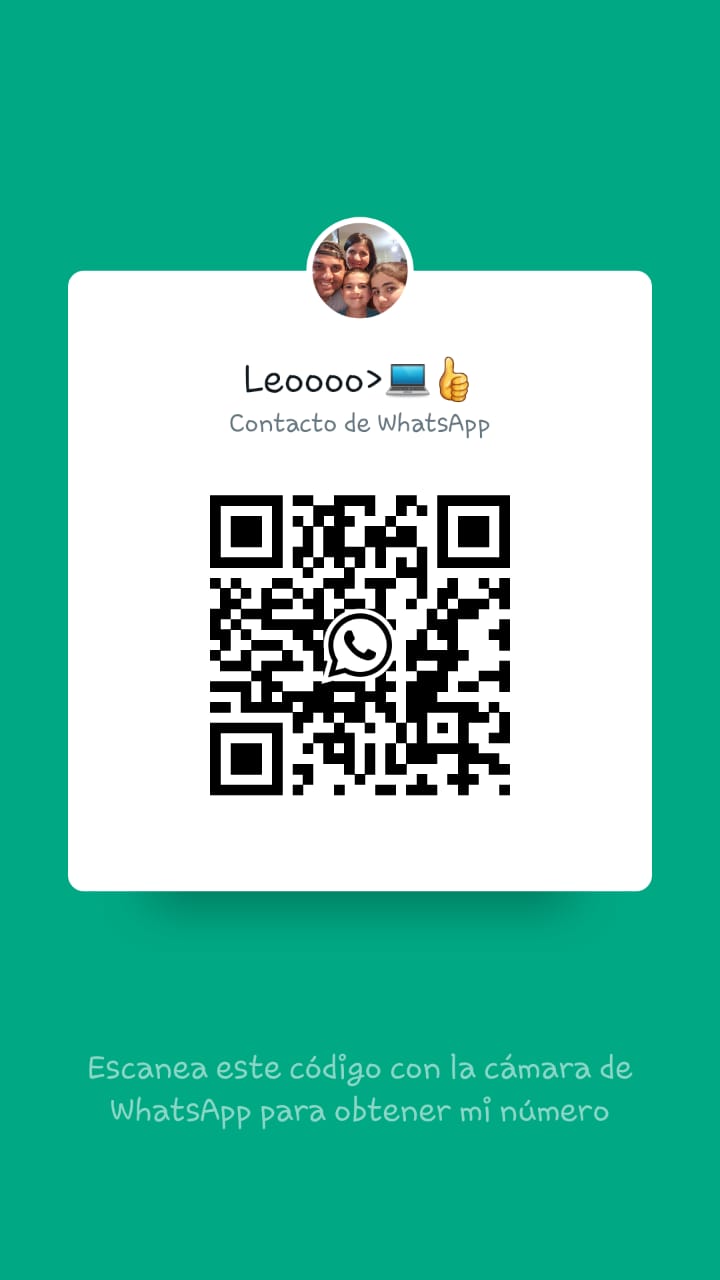 Leoooo>💻👍
Contacto de WhatsApp
Escanea este código con la cámara de
WhatsApp para obtener mi número